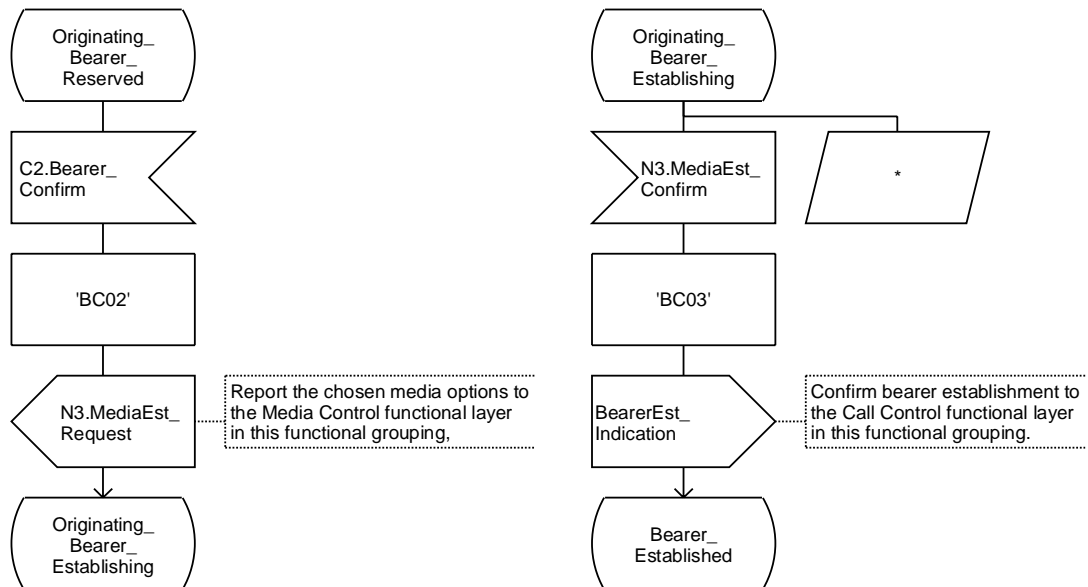 Originating_
Bearer_
Reserved
C2.Bearer_
Confirm
'BC02'
N3.MediaEst_
Request
Report the chosen media options to
the Media Control functional layer
in this functional grouping,
Originating_
Bearer_
Establishing
Originating_
Bearer_
Establishing
N3.MediaEst_
Confirm
*
'BC03'
BearerEst_
Indication
Confirm bearer establishment to
the Call Control functional layer
in this functional grouping.
Bearer_
Established